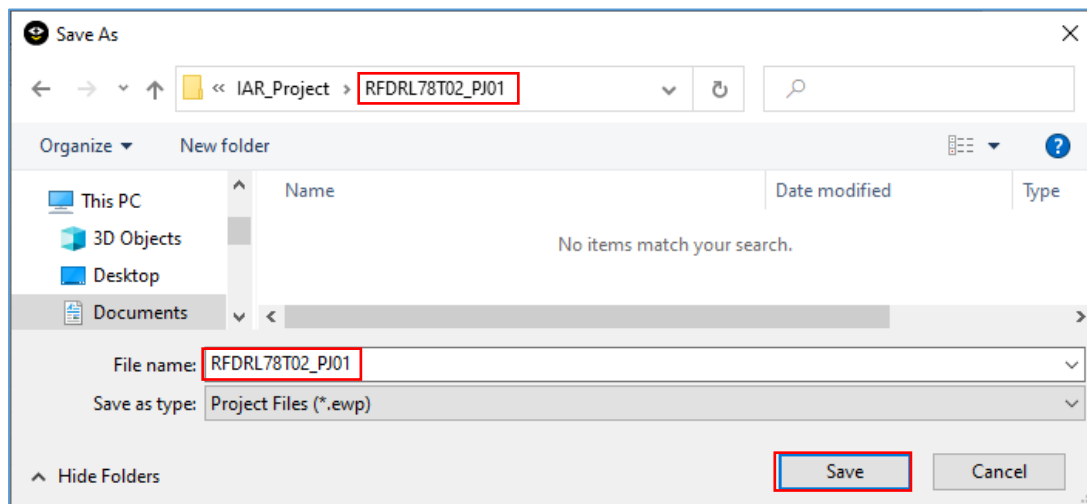 Save As
« IAR_Project > RFDRL78T02_PJ01
Organize New folder
?
Name Date modified Type
This PC
3D Objects
Desktop
Documents
No items match your search.
File name: RFDRL78T02_PJ01
Save as type: Project Files (*.ewp)
Hide Folders Save Cancel